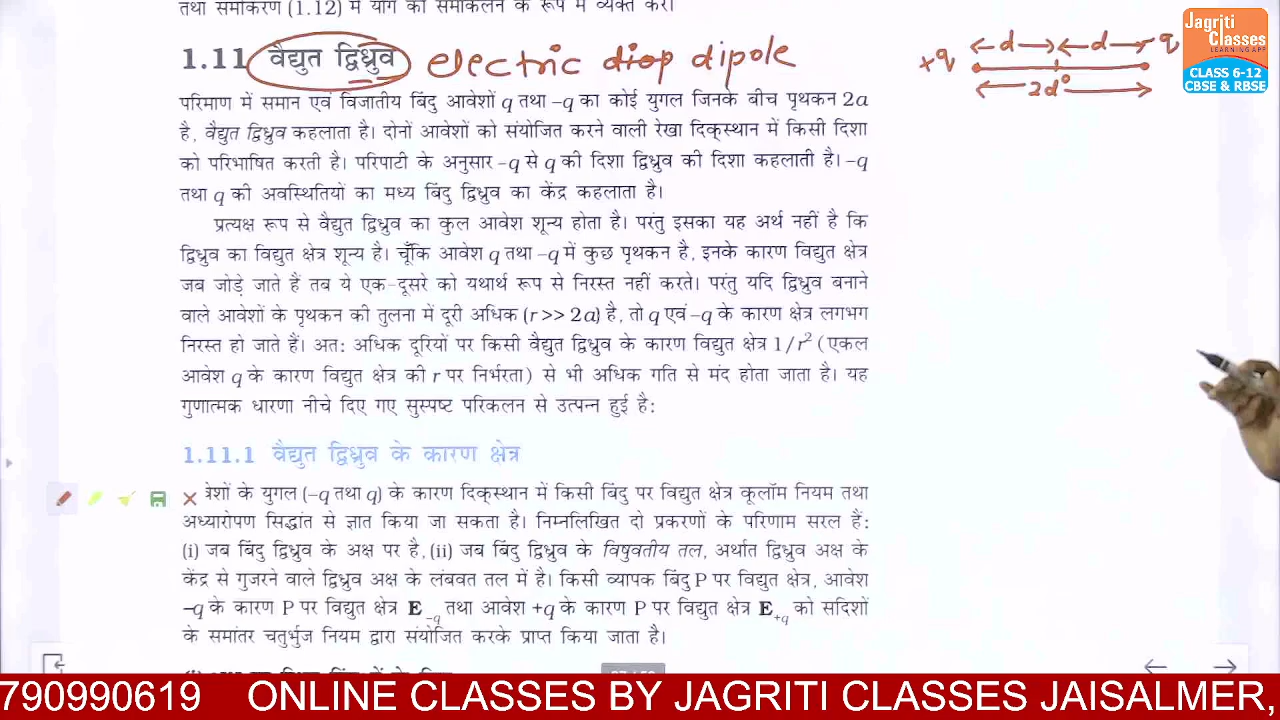 तथा समीकरण (1.12) में योग को समाकलन के रूप में व्यक्त करें।
1.11 वैद्युत द्विध्रुव electric diop dipole
+q d d -q
2d
Jagriti
Classes
LEARNING APP
CLASS 6-12
CBSE & RBSE
परिमाण में समान एवं विजातीय बिंदु आवेशों q तथा –q का कोई युगल जिनके बीच पृथकन 2a
है, वैद्युत द्विध्रुव कहलाता है। दोनों आवेशों को संयोजित करने वाली रेखा दिक्स्थान में किसी दिशा
को परिभाषित करती है। परिपाटी के अनुसार -q से q की दिशा द्विध्रुव की दिशा कहलाती है। –q
तथा q की अवस्थितियों का मध्य बिंदु द्विध्रुव का केंद्र कहलाता है।
प्रत्यक्ष रूप से वैद्युत द्विध्रुव का कुल आवेश शून्य होता है। परंतु इसका यह अर्थ नहीं है कि
द्विध्रुव का विद्युत क्षेत्र शून्य है। चूँकि आवेश q तथा –q में कुछ पृथकन है, इनके कारण विद्युत क्षेत्र
जब जोड़े जाते हैं तब ये एक-दूसरे को यथार्थ रूप से निरस्त नहीं करते। परंतु यदि द्विध्रुव बनाने
वाले आवेशों के पृथकन की तुलना में दूरी अधिक (r >> 2a) है, तो q एवं –q के कारण क्षेत्र लगभग
निरस्त हो जाते हैं। अत: अधिक दूरियों पर किसी वैद्युत द्विध्रुव के कारण विद्युत क्षेत्र 1/r² (एकल
आवेश q के कारण विद्युत क्षेत्र की r पर निर्भरता) से भी अधिक गति से मंद होता जाता है। यह
गुणात्मक धारणा नीचे दिए गए सुस्पष्ट परिकलन से उत्पन्न हुई है:
1.11.1 वैद्युत द्विध्रुव के कारण क्षेत्र
रेशों के युगल (–q तथा q) के कारण दिक्स्थान में किसी बिंदु पर विद्युत क्षेत्र कूलॉम नियम तथा
अध्यारोपण सिद्धांत से ज्ञात किया जा सकता है। निम्नलिखित दो प्रकरणों के परिणाम सरल हैं:
(i) जब बिंदु द्विध्रुव के अक्ष पर है, (ii) जब बिंदु द्विध्रुव के विषुवतीय तल, अर्थात द्विध्रुव अक्ष के
केंद्र से गुजरने वाले द्विध्रुव अक्ष के लंबवत तल में है। किसी व्यापक बिंदु P पर विद्युत क्षेत्र, आवेश
–q के कारण P पर विद्युत क्षेत्र E–q तथा आवेश +q के कारण P पर विद्युत क्षेत्र E+q को सदिशों
के समांतर चतुर्भुज नियम द्वारा संयोजित करके प्राप्त किया जाता है।
790990619 ONLINE CLASSES BY JAGRITI CLASSES JAISALMER,